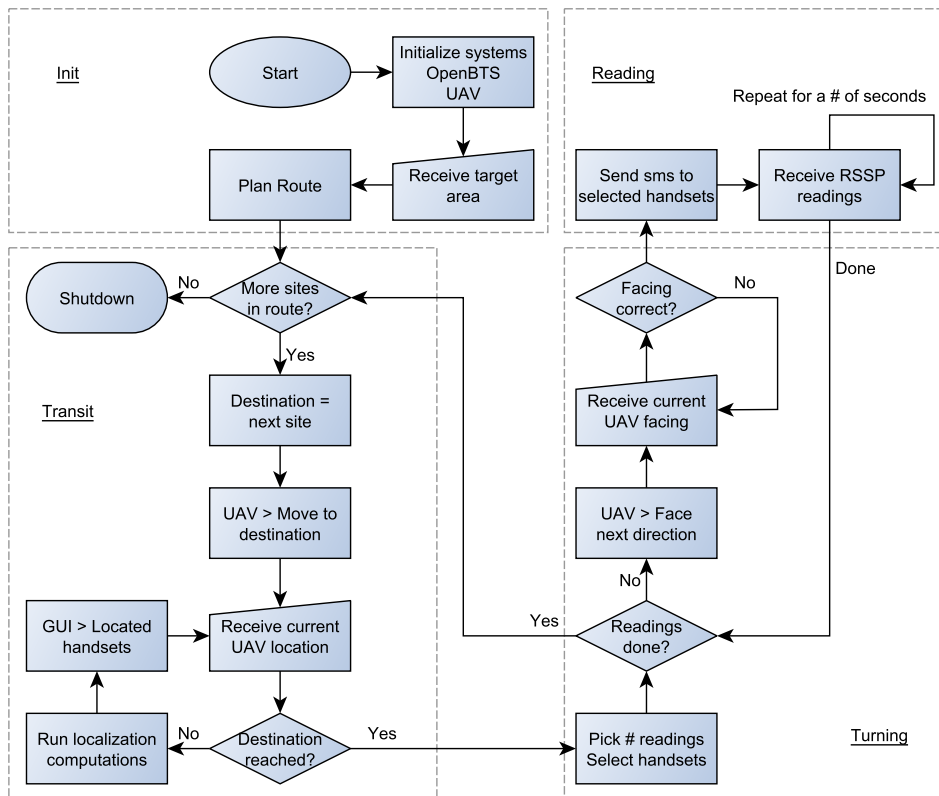 Init
Start
Initialize systems
OpenBTS
UAV
Plan Route
Receive target
area
Reading
Repeat for a # of seconds
Send sms to
selected handsets
Receive RSSP
readings
Done
Transit
Shutdown
No
More sites
in route?
Yes
Destination =
next site
UAV > Move to
destination
GUI > Located
handsets
Receive current
UAV location
Run localization
computations
No
Destination
reached?
Yes
Facing
correct?
No
Receive current
UAV facing
UAV > Face
next direction
No
Yes
Readings
done?
Pick # readings
Select handsets
Turning